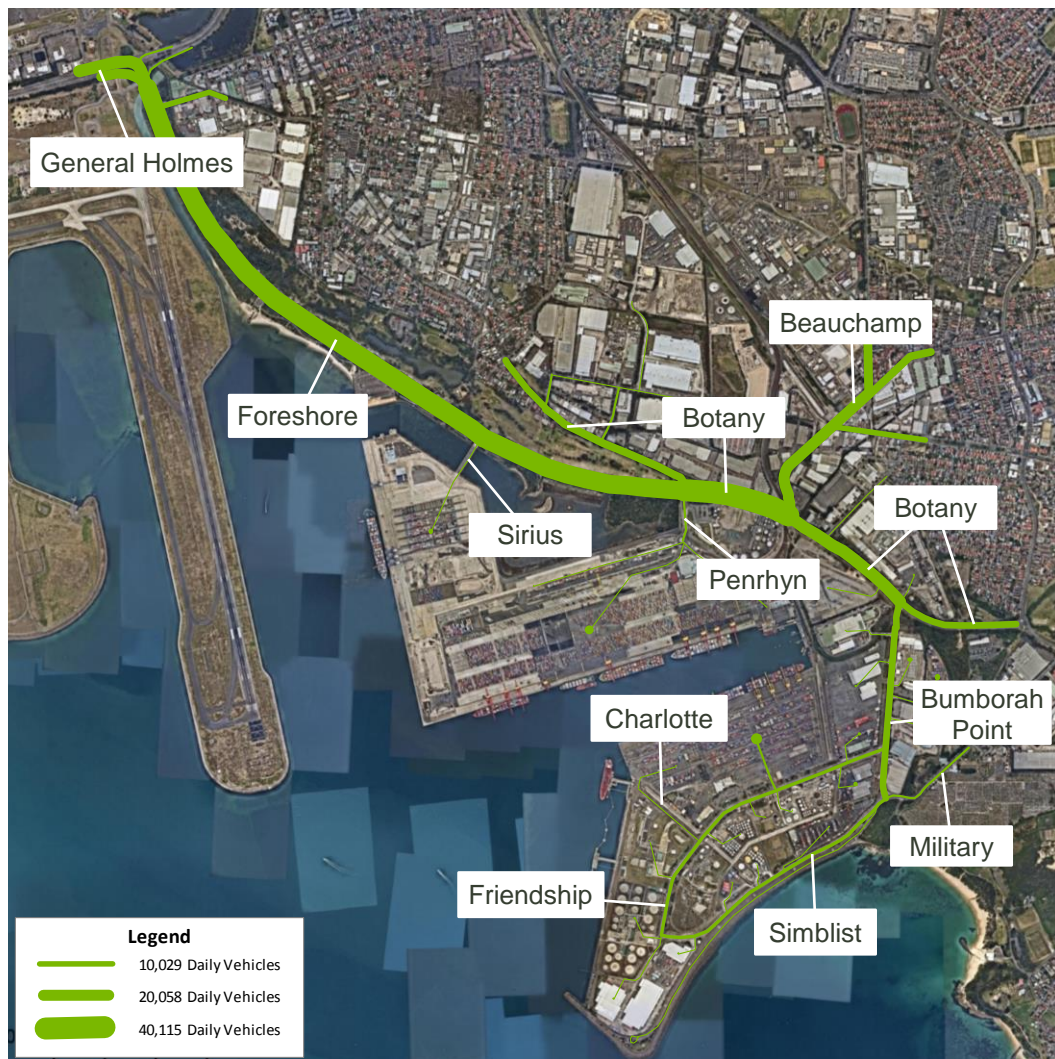 General Holmes
Beauchamp
Foreshore
Botany
Botany
Sirius
Penrhyn
Charlotte
Bumborah
Point
Military
Friendship
Simblist
Legend
10,029 Daily Vehicles
20,058 Daily Vehicles
40,115 Daily Vehicles